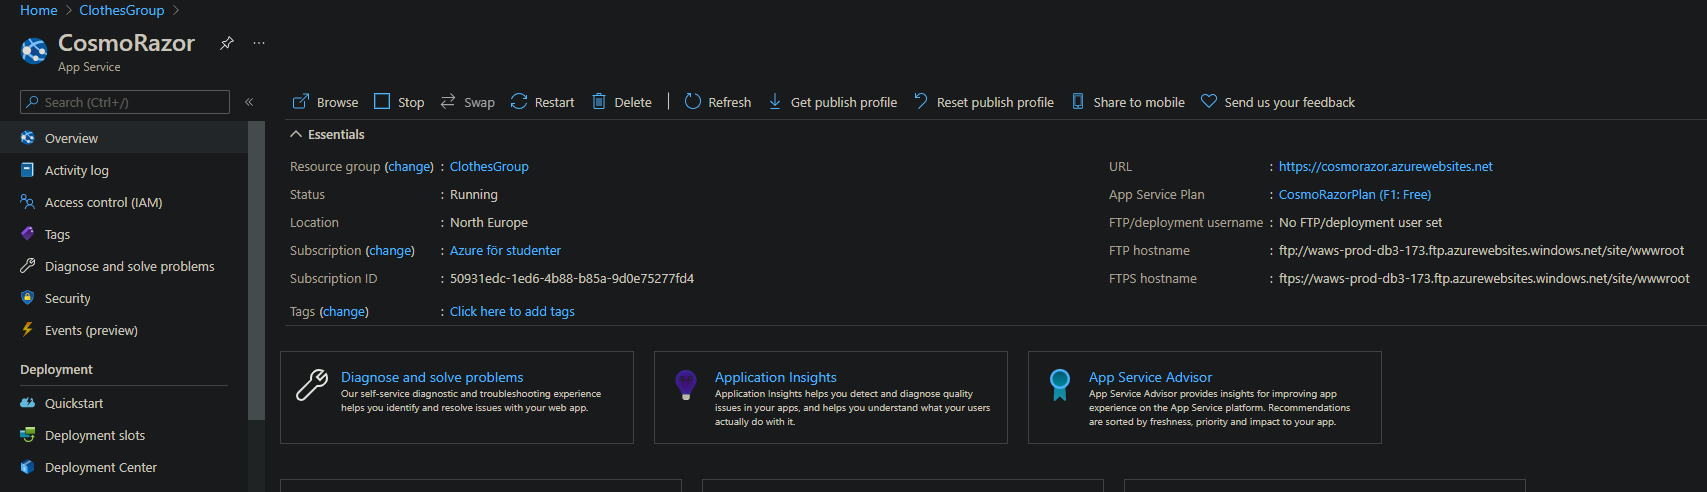 Home > ClothesGroup >
CosmoRazor
App Service
Search (Ctrl+/)
Overview
Activity log
Access control (IAM)
Tags
Diagnose and solve problems
Security
Events (preview)
Deployment
Quickstart
Deployment slots
Deployment Center
Browse Stop Swap Restart Delete Refresh Get publish profile Reset publish profile Share to mobile Send us your feedback
Essentials
Resource group (change) : ClothesGroup
Status : Running
Location : North Europe
Subscription (change) : Azure för studenter
Subscription ID : 50931edc-1ed6-4b88-b85a-9d0e75277fd4
Tags (change) : Click here to add tags
URL : https://cosmorazor.azurewebsites.net
App Service Plan : CosmoRazorPlan (F1: Free)
FTP/deployment username : No FTP/deployment user set
FTP hostname : ftp://waws-prod-db3-173.ftp.azurewebsites.windows.net/site/wwwroot
FTPS hostname : ftps://waws-prod-db3-173.ftp.azurewebsites.windows.net/site/wwwroot
Diagnose and solve problems
Our self-service diagnostic and troubleshooting experience
helps you identify and resolve issues with your web app.
Application Insights
Application Insights helps you detect and diagnose quality
issues in your apps, and helps you understand what your users
actually do with it.
App Service Advisor
App Service Advisor provides insights for improving app
experience on the App Service platform. Recommendations
are sorted by freshness, priority and impact to your app.